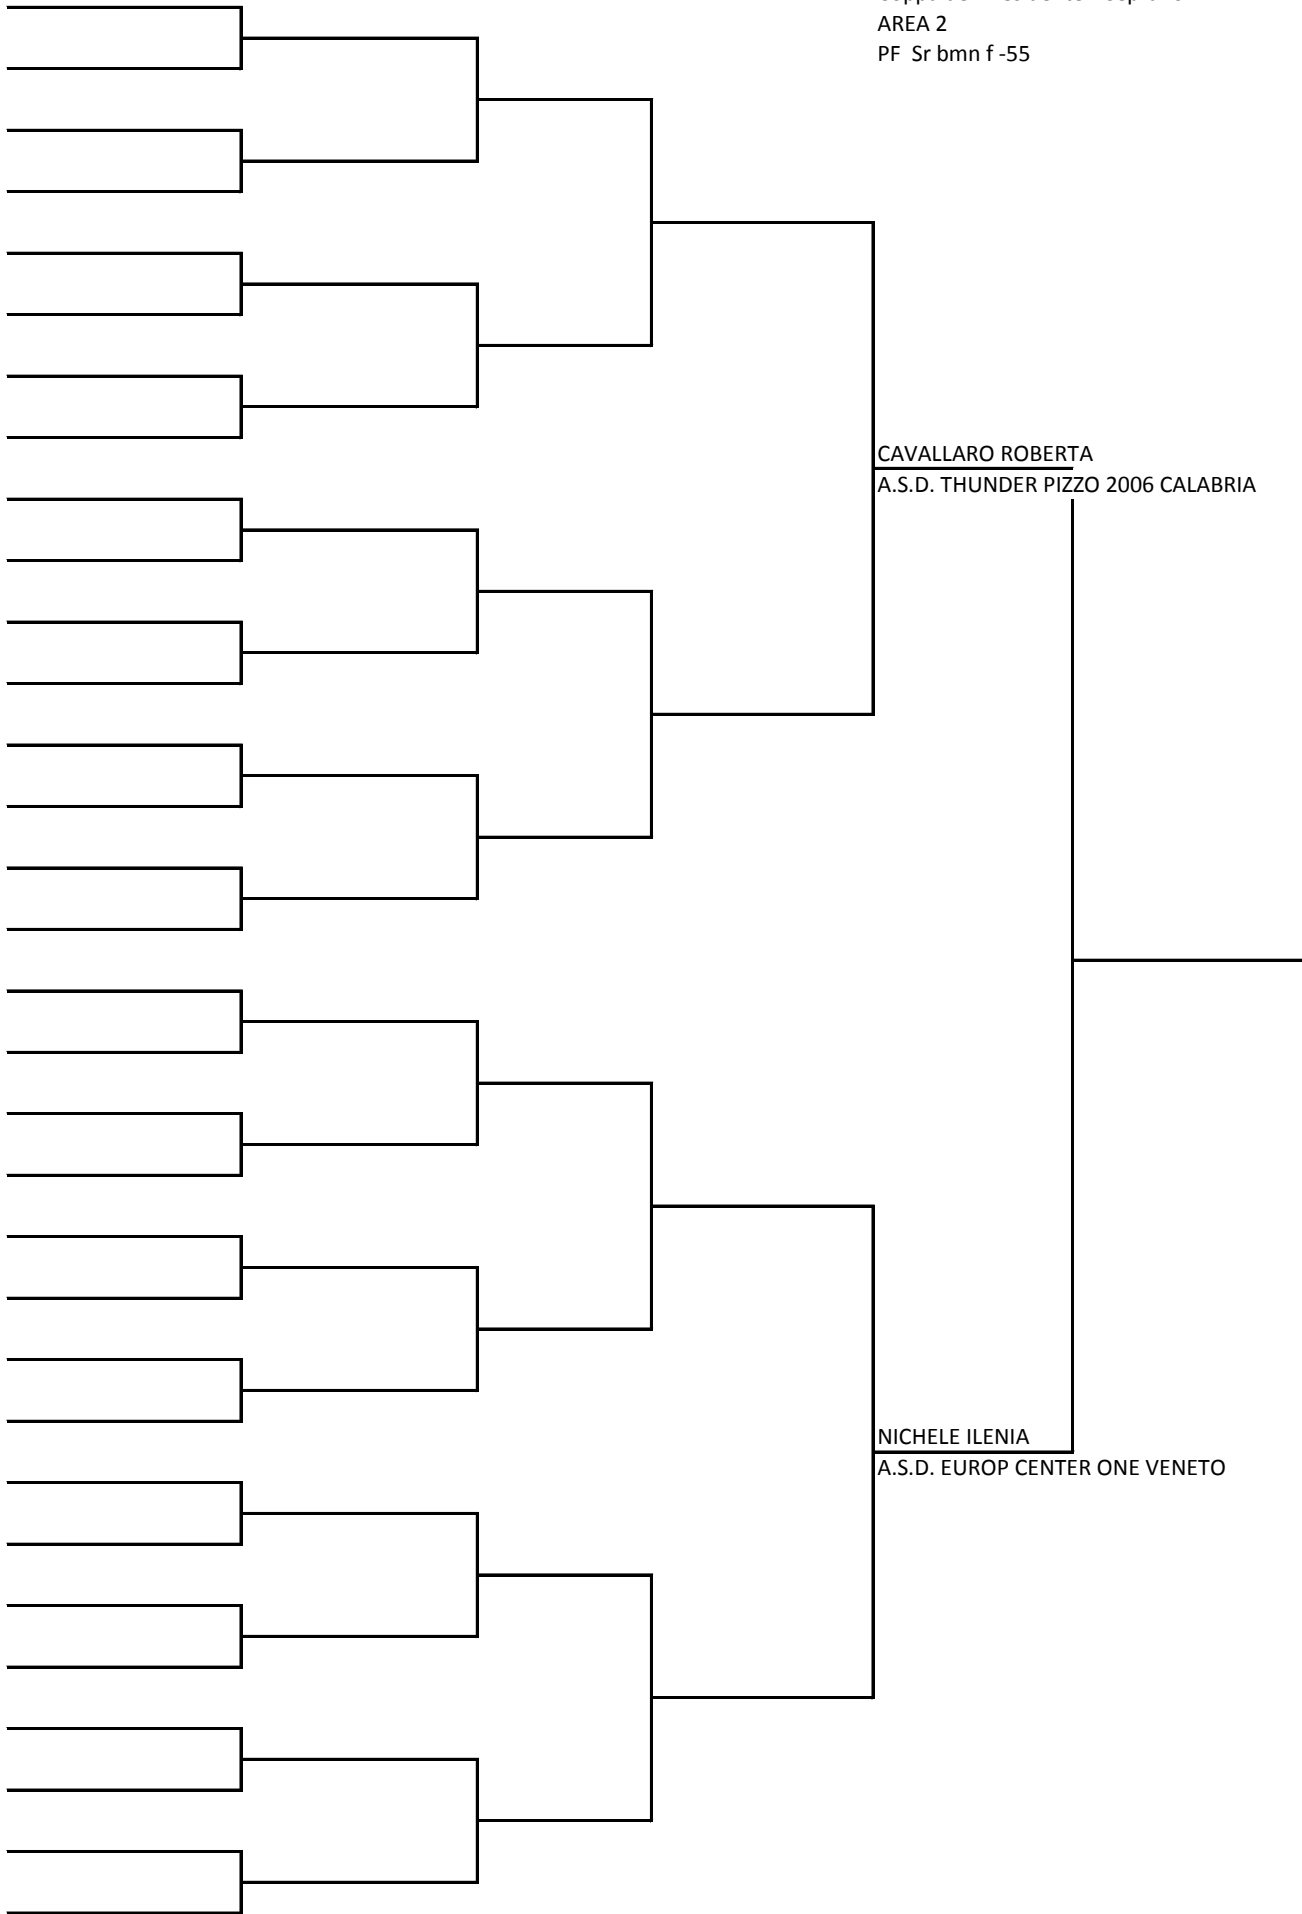 AREA 2
PF Sr bmn f -55
CAVALLARO ROBERTA
A.S.D. THUNDER PIZZO 2006 CALABRIA
NICHELE ILENIA
A.S.D. EUROP CENTER ONE VENETO